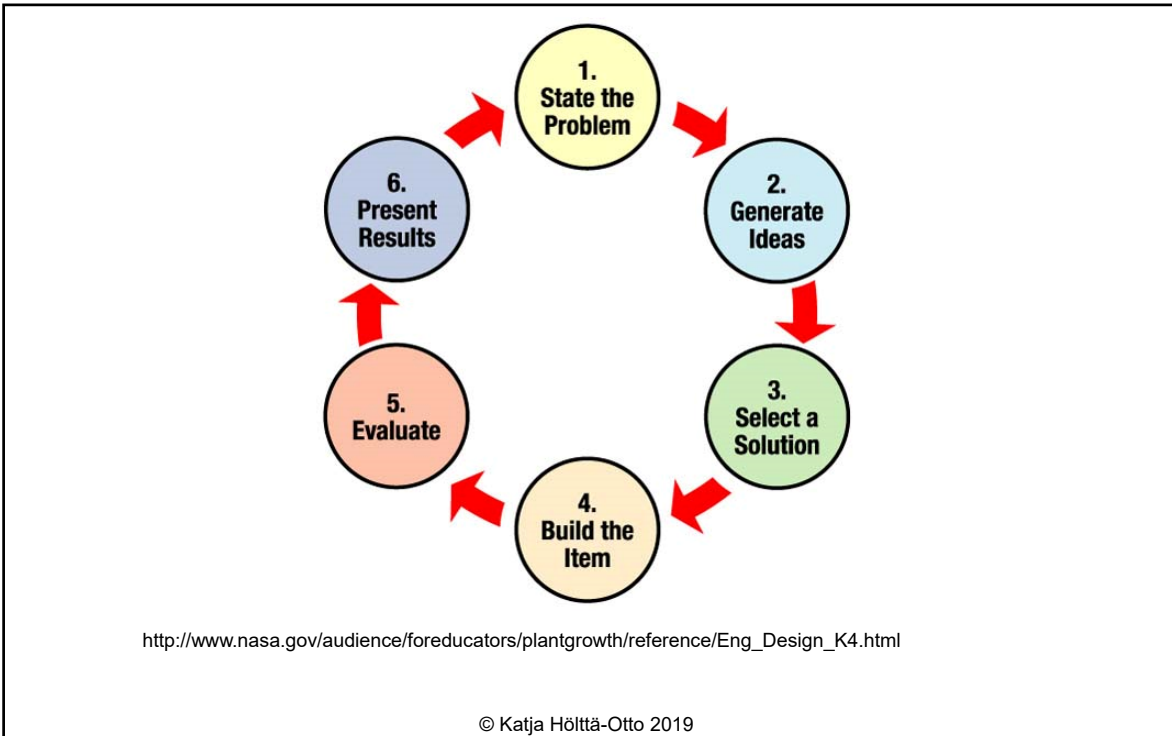 1.
State the
Problem
2.
Generate
Ideas
3.
Select a
Solution
4.
Build the
Item
5.
Evaluate
6.
Present
Results
http://www.nasa.gov/audience/foreducators/plantgrowth/reference/Eng_Design_K4.html
© Katja Hölttä-Otto 2019